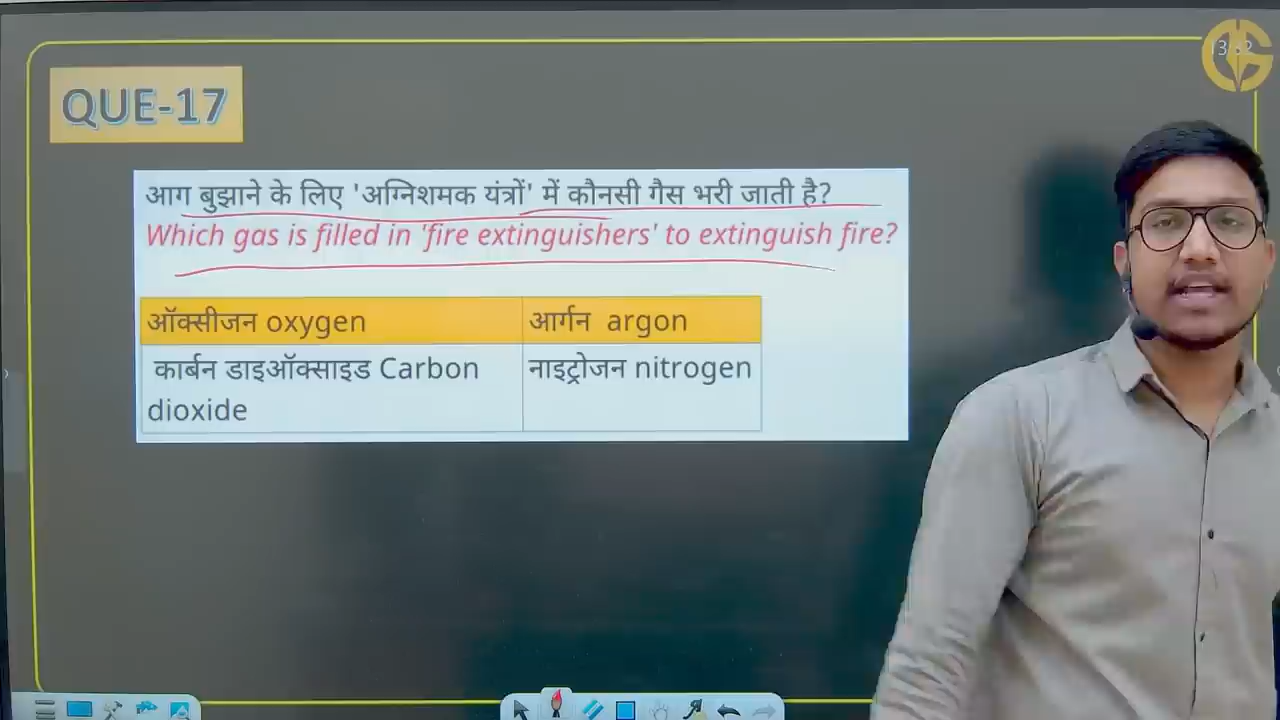 QUE-17
आग बुझाने के लिए 'अग्निशमक यंत्रों' में कौनसी गैस भरी जाती है?
Which gas is filled in 'fire extinguishers' to extinguish fire?
ऑक्सीजन oxygen
आर्गन argon
कार्बन डाइऑक्साइड Carbon
dioxide
नाइट्रोजन nitrogen